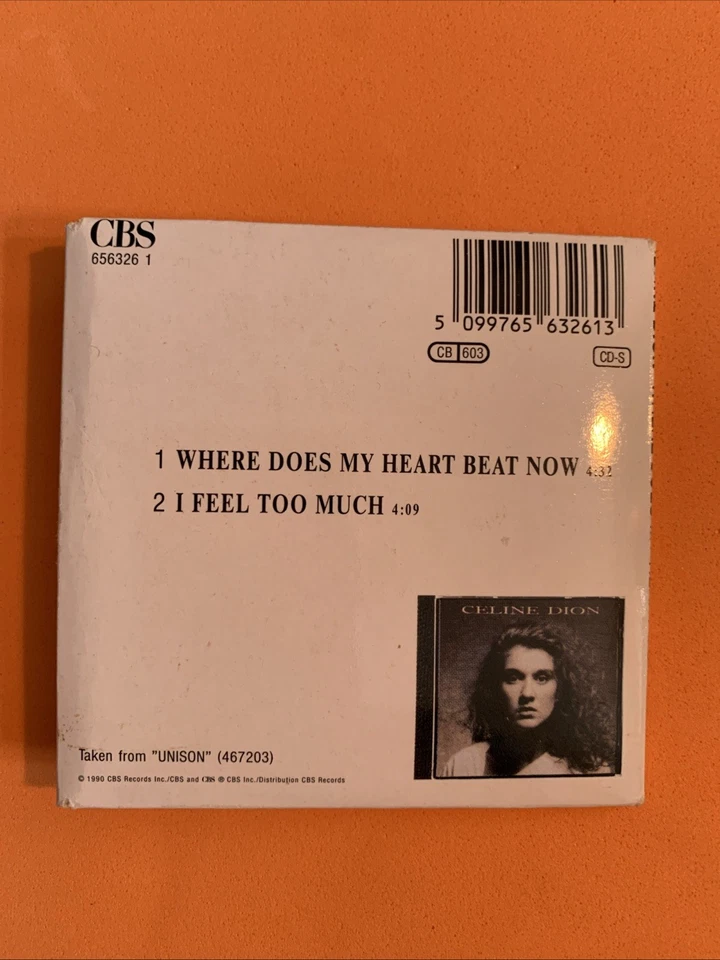 CBS
656326 1
5 099765 632613
CB 603
CD-S
1 WHERE DOES MY HEART BEAT NOW 4:32
2 I FEEL TOO MUCH 4:09
CELINE DION
Taken from "UNISON" (467203)
© 1990 CBS Records Inc./CBS and CBS ® CBS Inc./Distribution CBS Records